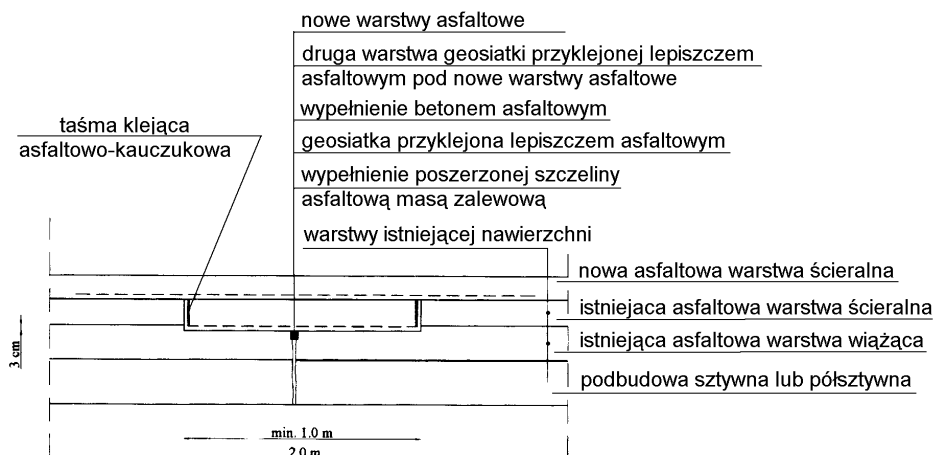 nowe warstwy asfaltowe
druga warstwa geosiatki przyklejonej lepiszczem
asfaltowym pod nowe warstwy asfaltowe
wypełnienie betonem asfaltowym
geosiatka przyklejona lepiszczem asfaltowym
wypełnienie poszerzonej szczeliny
asfaltową masą zalewową
warstwy istniejącej nawierzchni
taśma klejąca
asfaltowo-kauczukowa
nowa asfaltowa warstwa ścieralna
istniejaca asfaltowa warstwa ścieralna
istniejąca asfaltowa warstwa wiążąca
podbudowa sztywna lub półsztywna
3 cm
min. 1.0 m
2.0 m